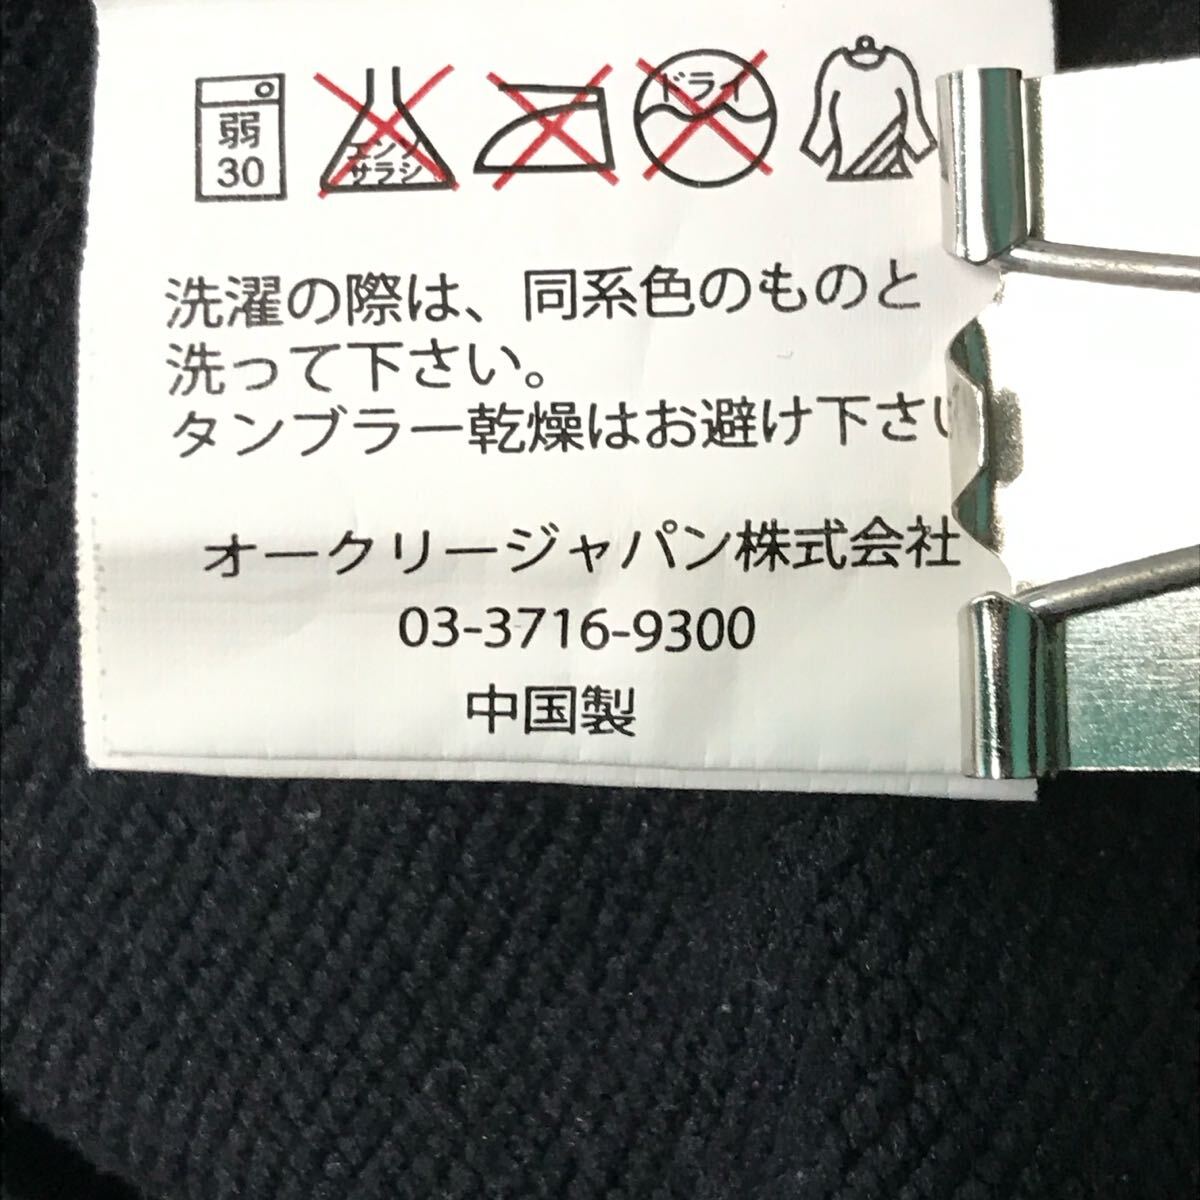 弱
30
エンソ
サラシ
ドライ
洗濯の際は、同系色のものと
洗って下さい。
タンブラー乾燥はお避け下さい
オークリージャパン株式会社
03-3716-9300
中国製